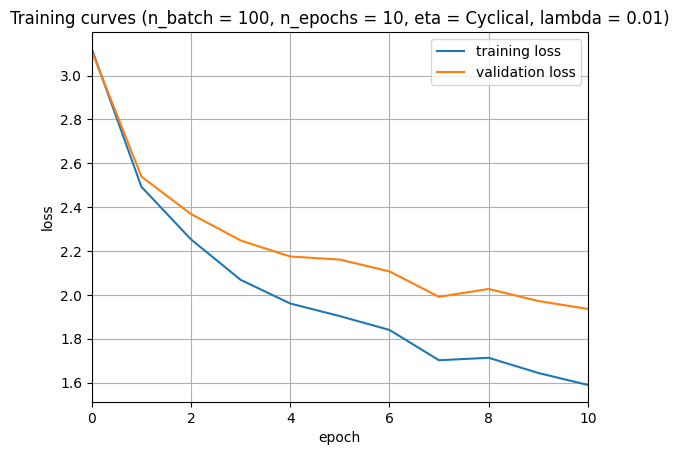 Training curves (n_batch = 100, n_epochs = 10, eta = Cyclical, lambda = 0.01)
training loss
validation loss
3.0
2.8
2.6
2.4
2.2
2.0
1.8
1.6
loss
0 2 4 6 8 10
epoch